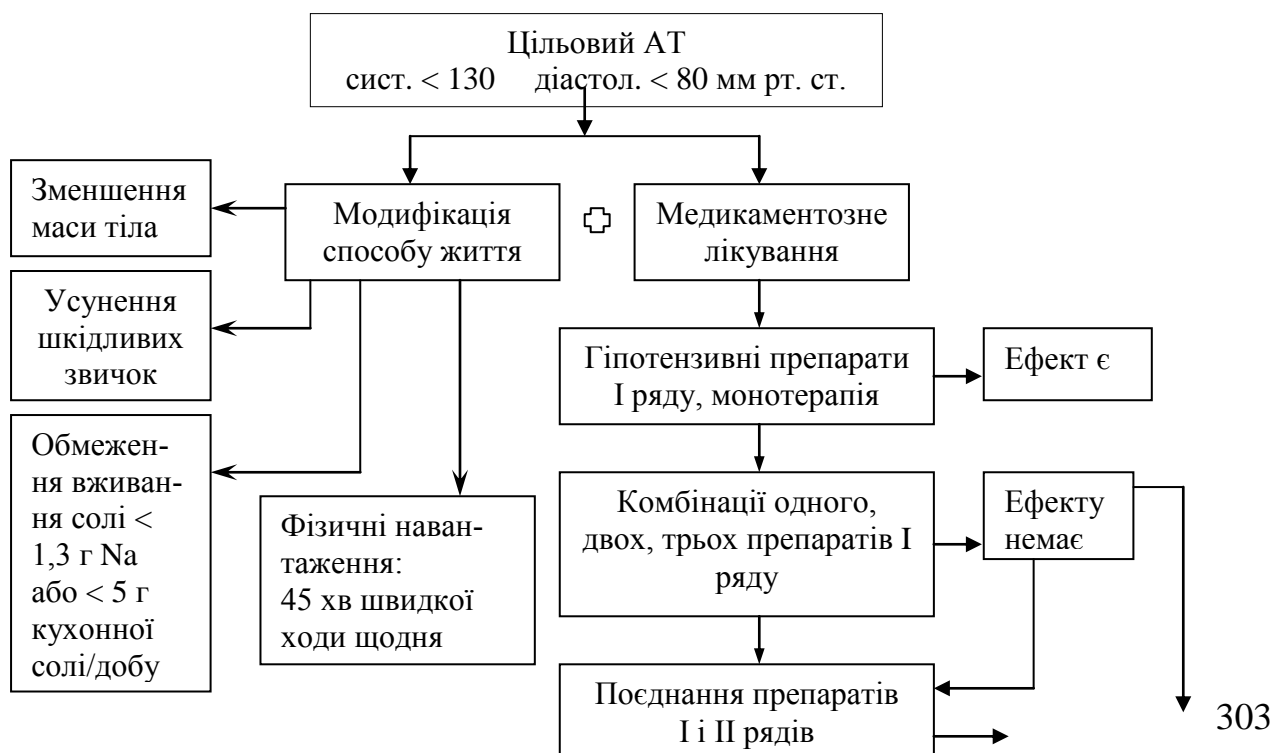 Цільовий АТ
сист. < 130 діастол. < 80 мм рт. ст.
Зменшення
маси тіла
Модифікація
способу життя
Медикаментозне
лікування
Усунення
шкідливих
звичок
Гіпотензивні препарати
І ряду, монотерапія
Ефект є
Обмежен-
ня вживан-
ня солі <
1,3 г Na
або < 5 г
кухонної
солі/добу
Фізичні наван-
таження:
45 хв швидкої
ходи щодня
Комбінації одного,
двох, трьох препаратів І
ряду
Ефекту
немає
Поєднання препаратів
І і ІІ рядів
303